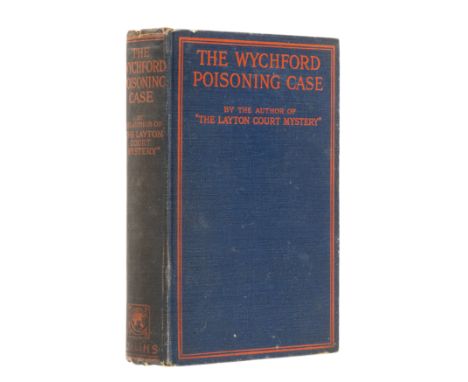 THE
WYCHFORD
POISONING
CASE
BY
THE AUTHOR OF
"THE LAYTON
COURT
MYSTERY"
COLLINS
THE WYCHFORD
POISONING CASE
BY THE AUTHOR OF
"THE LAYTON COURT MYSTERY"